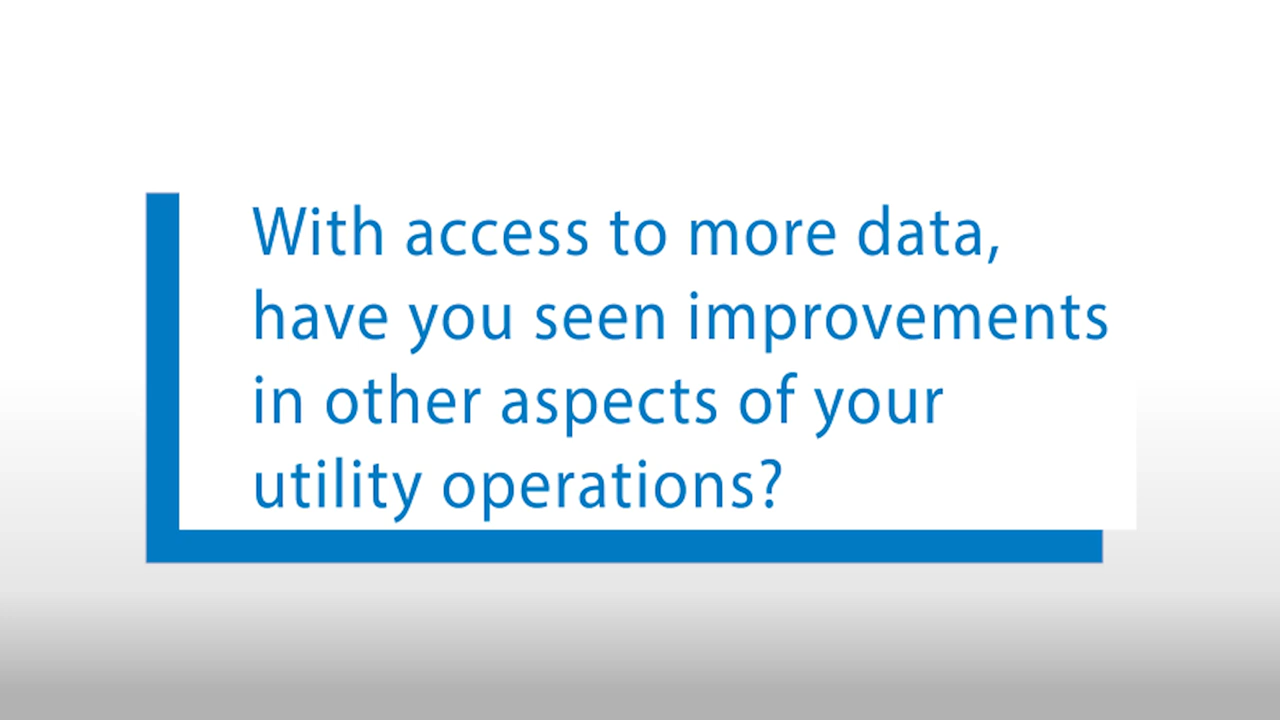 With access to more data,
have you seen improvements
in other aspects of your
utility operations?